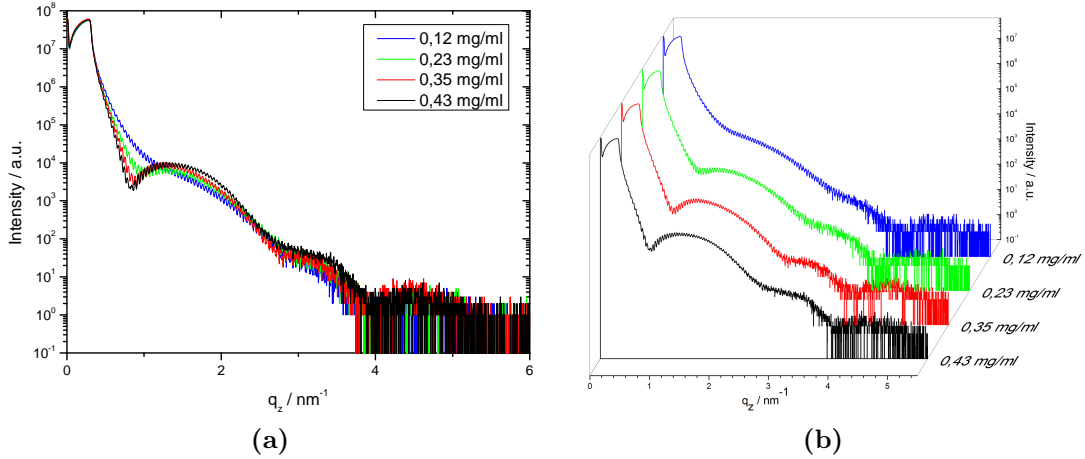 10⁸
10⁷
10⁶
10⁵
10⁴
10³
10²
10¹
10⁰
10⁻¹
Intensity / a.u.
0,12 mg/ml
0,23 mg/ml
0,35 mg/ml
0,43 mg/ml
0 2 4 6
q_z / nm⁻¹
(a)
10⁷
10⁶
10⁵
10⁴
10³
10²
10¹
10⁰
10⁻¹
Intensity / a.u.
0,12 mg/ml
0,23 mg/ml
0,35 mg/ml
0,43 mg/ml
0 1 2 3 4 5
q_z / nm⁻¹
(b)